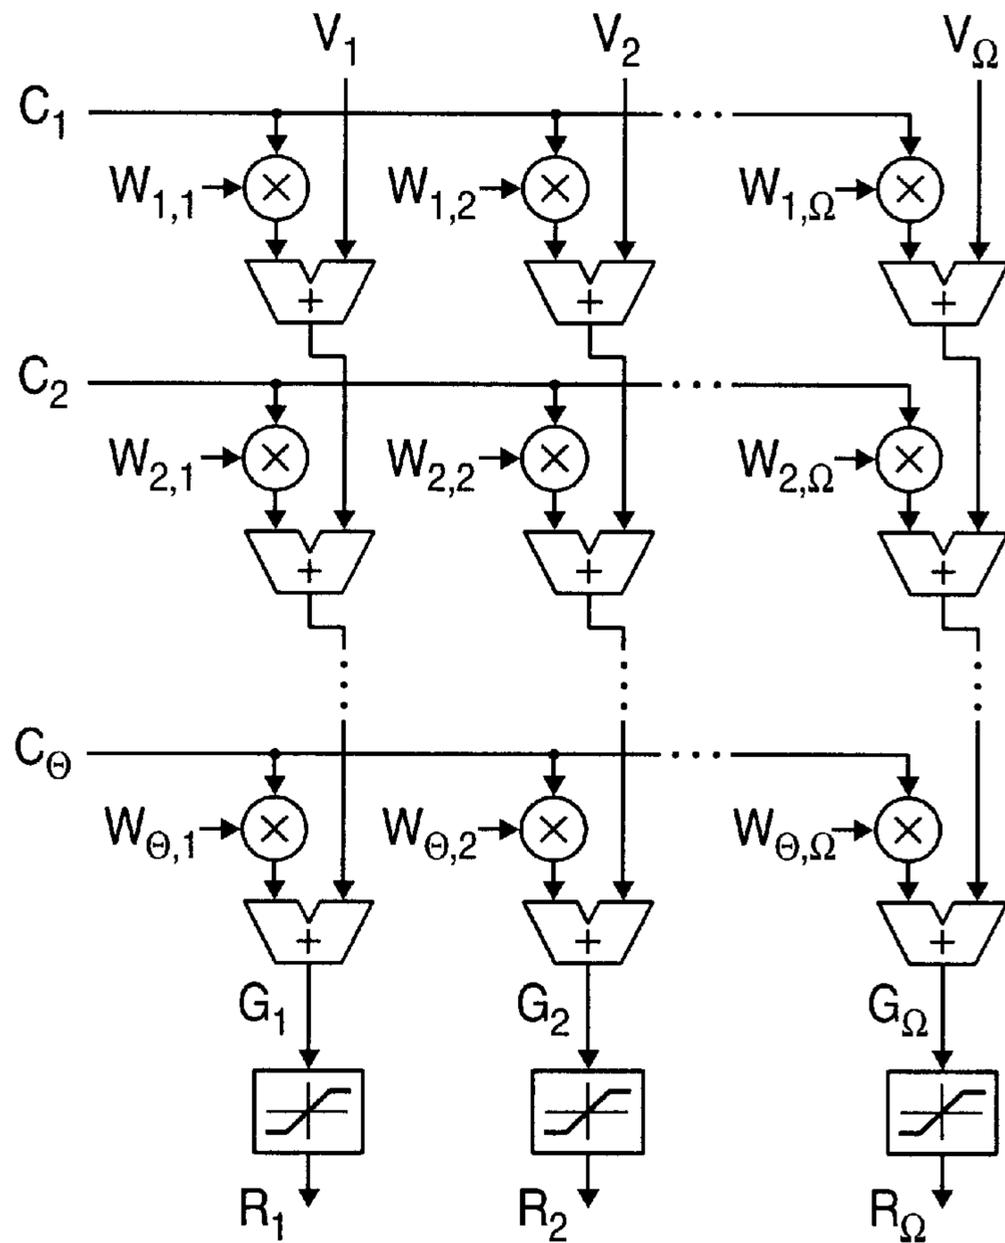 V1 V2 VΩ
C1 . . .
W1,1 × W1,2 × W1,Ω ×
+ + +
C2 . . .
W2,1 × W2,2 × W2,Ω ×
+ + +
CΘ . . .
WΘ,1 × WΘ,2 × WΘ,Ω ×
+ + +
G1 G2 GΩ
R1 R2 RΩ